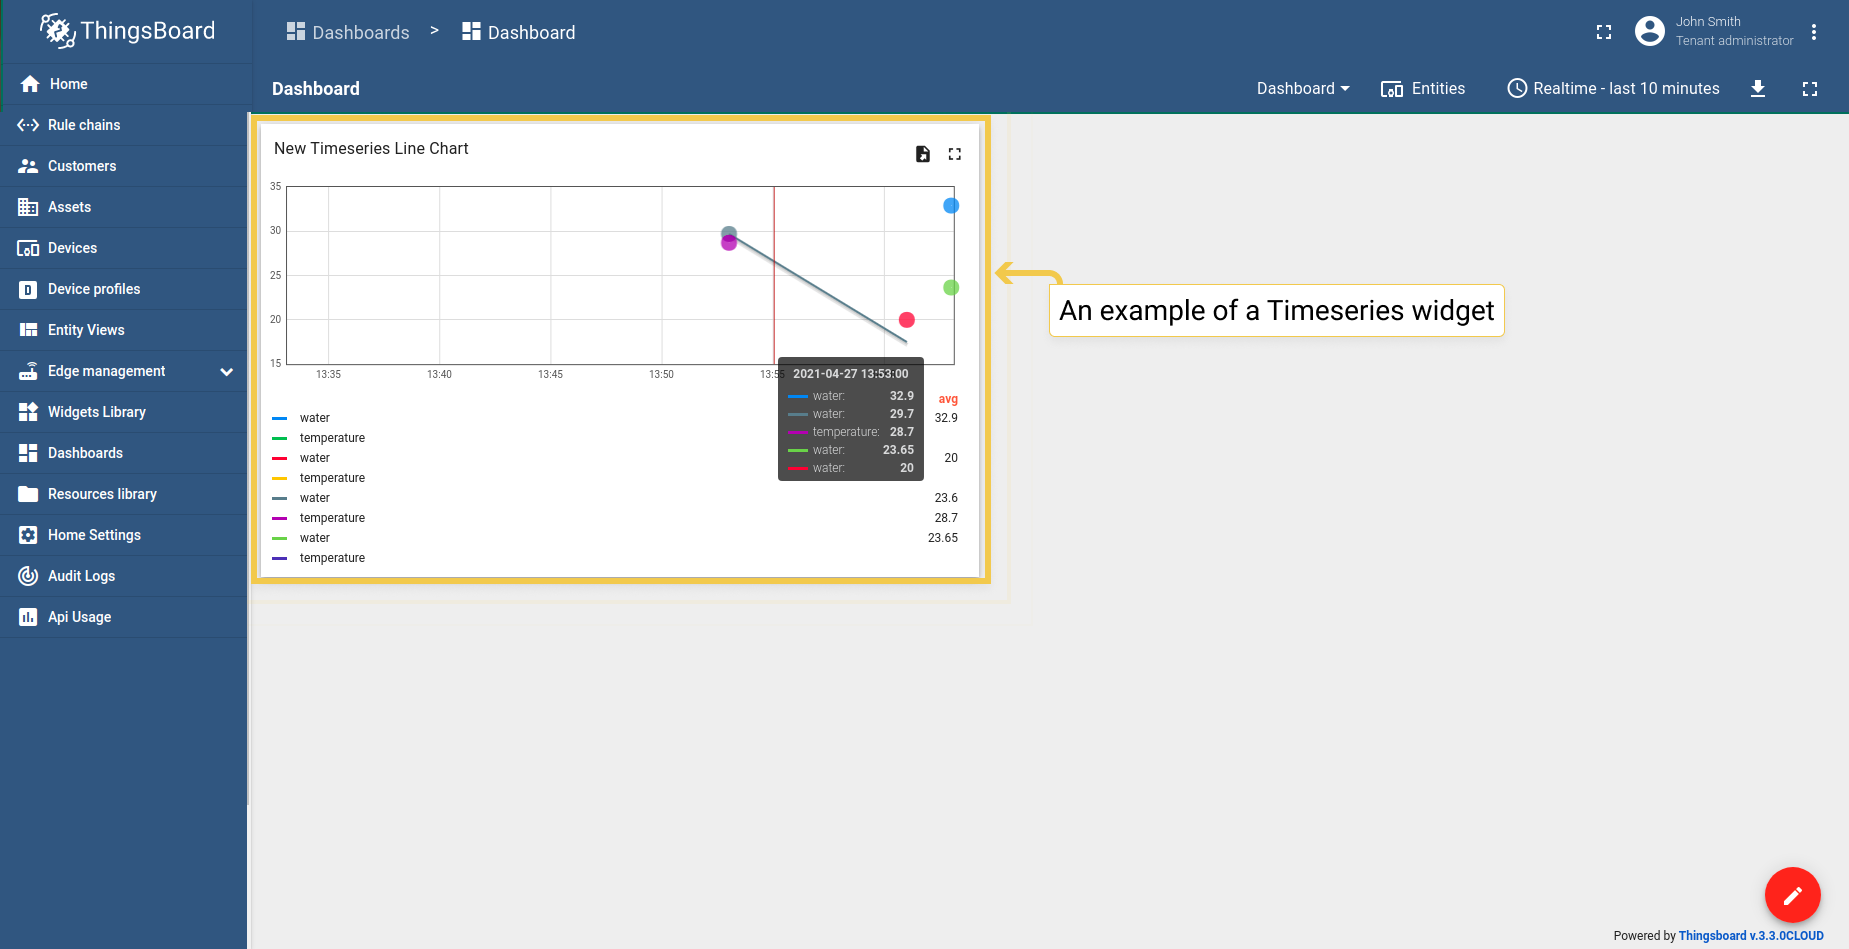 ThingsBoard
Dashboards > Dashboard
John Smith
Tenant administrator
Home
Dashboard
Dashboard
Entities
Realtime - last 10 minutes
Rule chains
Customers
Assets
Devices
Device profiles
Entity Views
Edge management
Widgets Library
Dashboards
Resources library
Home Settings
Audit Logs
Api Usage
New Timeseries Line Chart
35
30
25
20
15
13:35
13:40
13:45
13:50
13:55
2021-04-27 13:53:00
water: 32.9
water: 29.7
temperature: 28.7
water: 23.65
water: 20
avg
water 32.9
temperature
water 20
temperature
water 23.6
temperature 28.7
water 23.65
temperature
An example of a Timeseries widget
Powered by Thingsboard v.3.3.0CLOUD